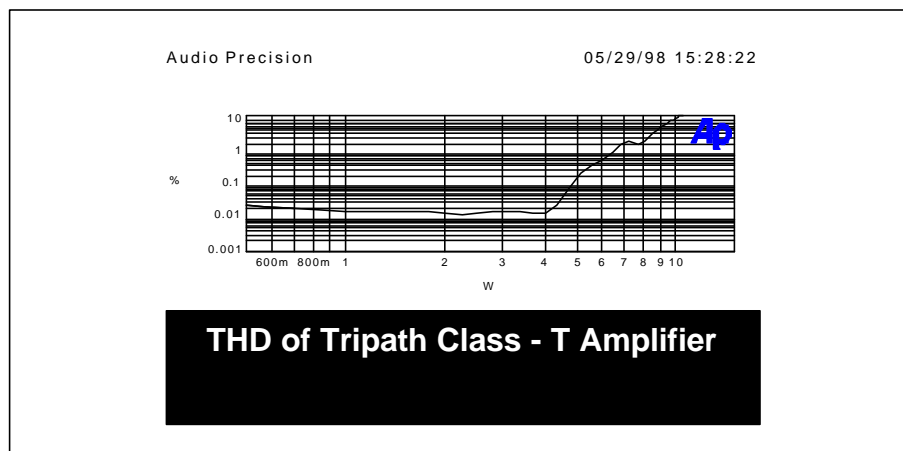 Audio Precision 05/29/98 15:28:22
Ap
10
1
%
0.1
0.01
0.001
600m 800m 1 2 3 4 5 6 7 8 9 10
W
THD of Tripath Class - T Amplifier